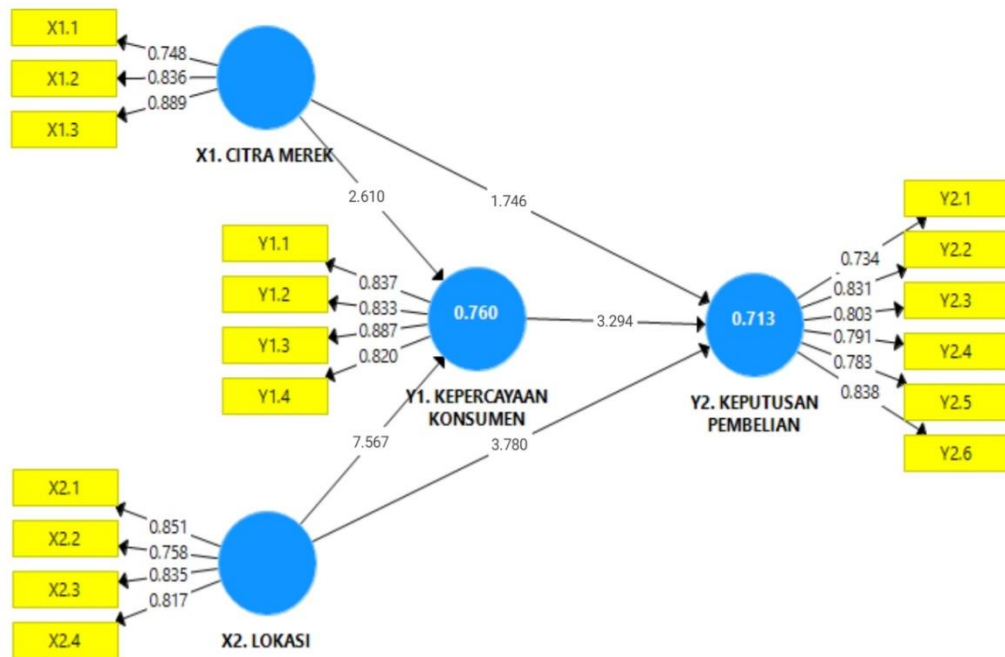 X1.1
X1.2
X1.3
0.748
0.836
0.889
X1. CITRA MEREK
2.610
1.746
Y1.1
Y1.2
Y1.3
Y1.4
0.837
0.833
0.887
0.820
0.760
Y1. KEPERCAYAAN
KONSUMEN
3.294
0.713
Y2. KEPUTUSAN
PEMBELIAN
0.734
0.831
0.803
0.791
0.783
0.838
Y2.1
Y2.2
Y2.3
Y2.4
Y2.5
Y2.6
7.567
3.780
X2.1
X2.2
X2.3
X2.4
0.851
0.758
0.835
0.817
X2. LOKASI